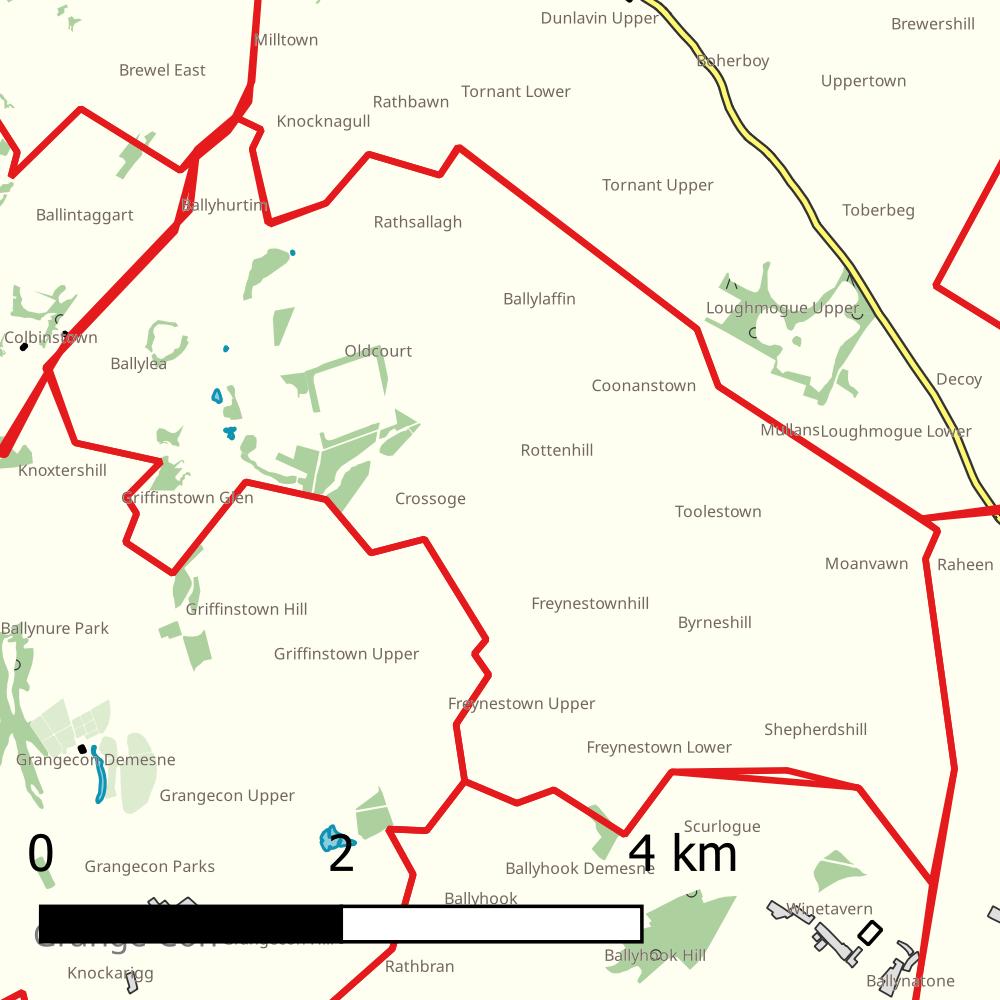 Dunlavin Upper
Brewershill
Milltown
Boherboy
Brewel East
Uppertown
Tornant Lower
Rathbawn
Knocknagull
Tornant Upper
Ballyhurtim
Toberbeg
Ballintaggart
Rathsallagh
Ballylaffin
Loughmogue Upper
Colbinstown
Oldcourt
Ballylea
Decoy
Coonanstown
Mullans
Loughmogue Lower
Rottenhill
Knoxtershill
Griffinstown Glen
Crossoge
Toolestown
Moanvawn
Raheen
Freynestownhill
Griffinstown Hill
Byrneshill
Ballynure Park
Griffinstown Upper
Freynestown Upper
Shepherdshill
Freynestown Lower
Grangecon Demesne
Grangecon Upper
Scurlogue
0 2 4 km
Grangecon Parks
Ballyhook Demesne
Ballyhook
Winetavern
Ballyhook Hill
Rathbran
Knockarigg
Ballynatone